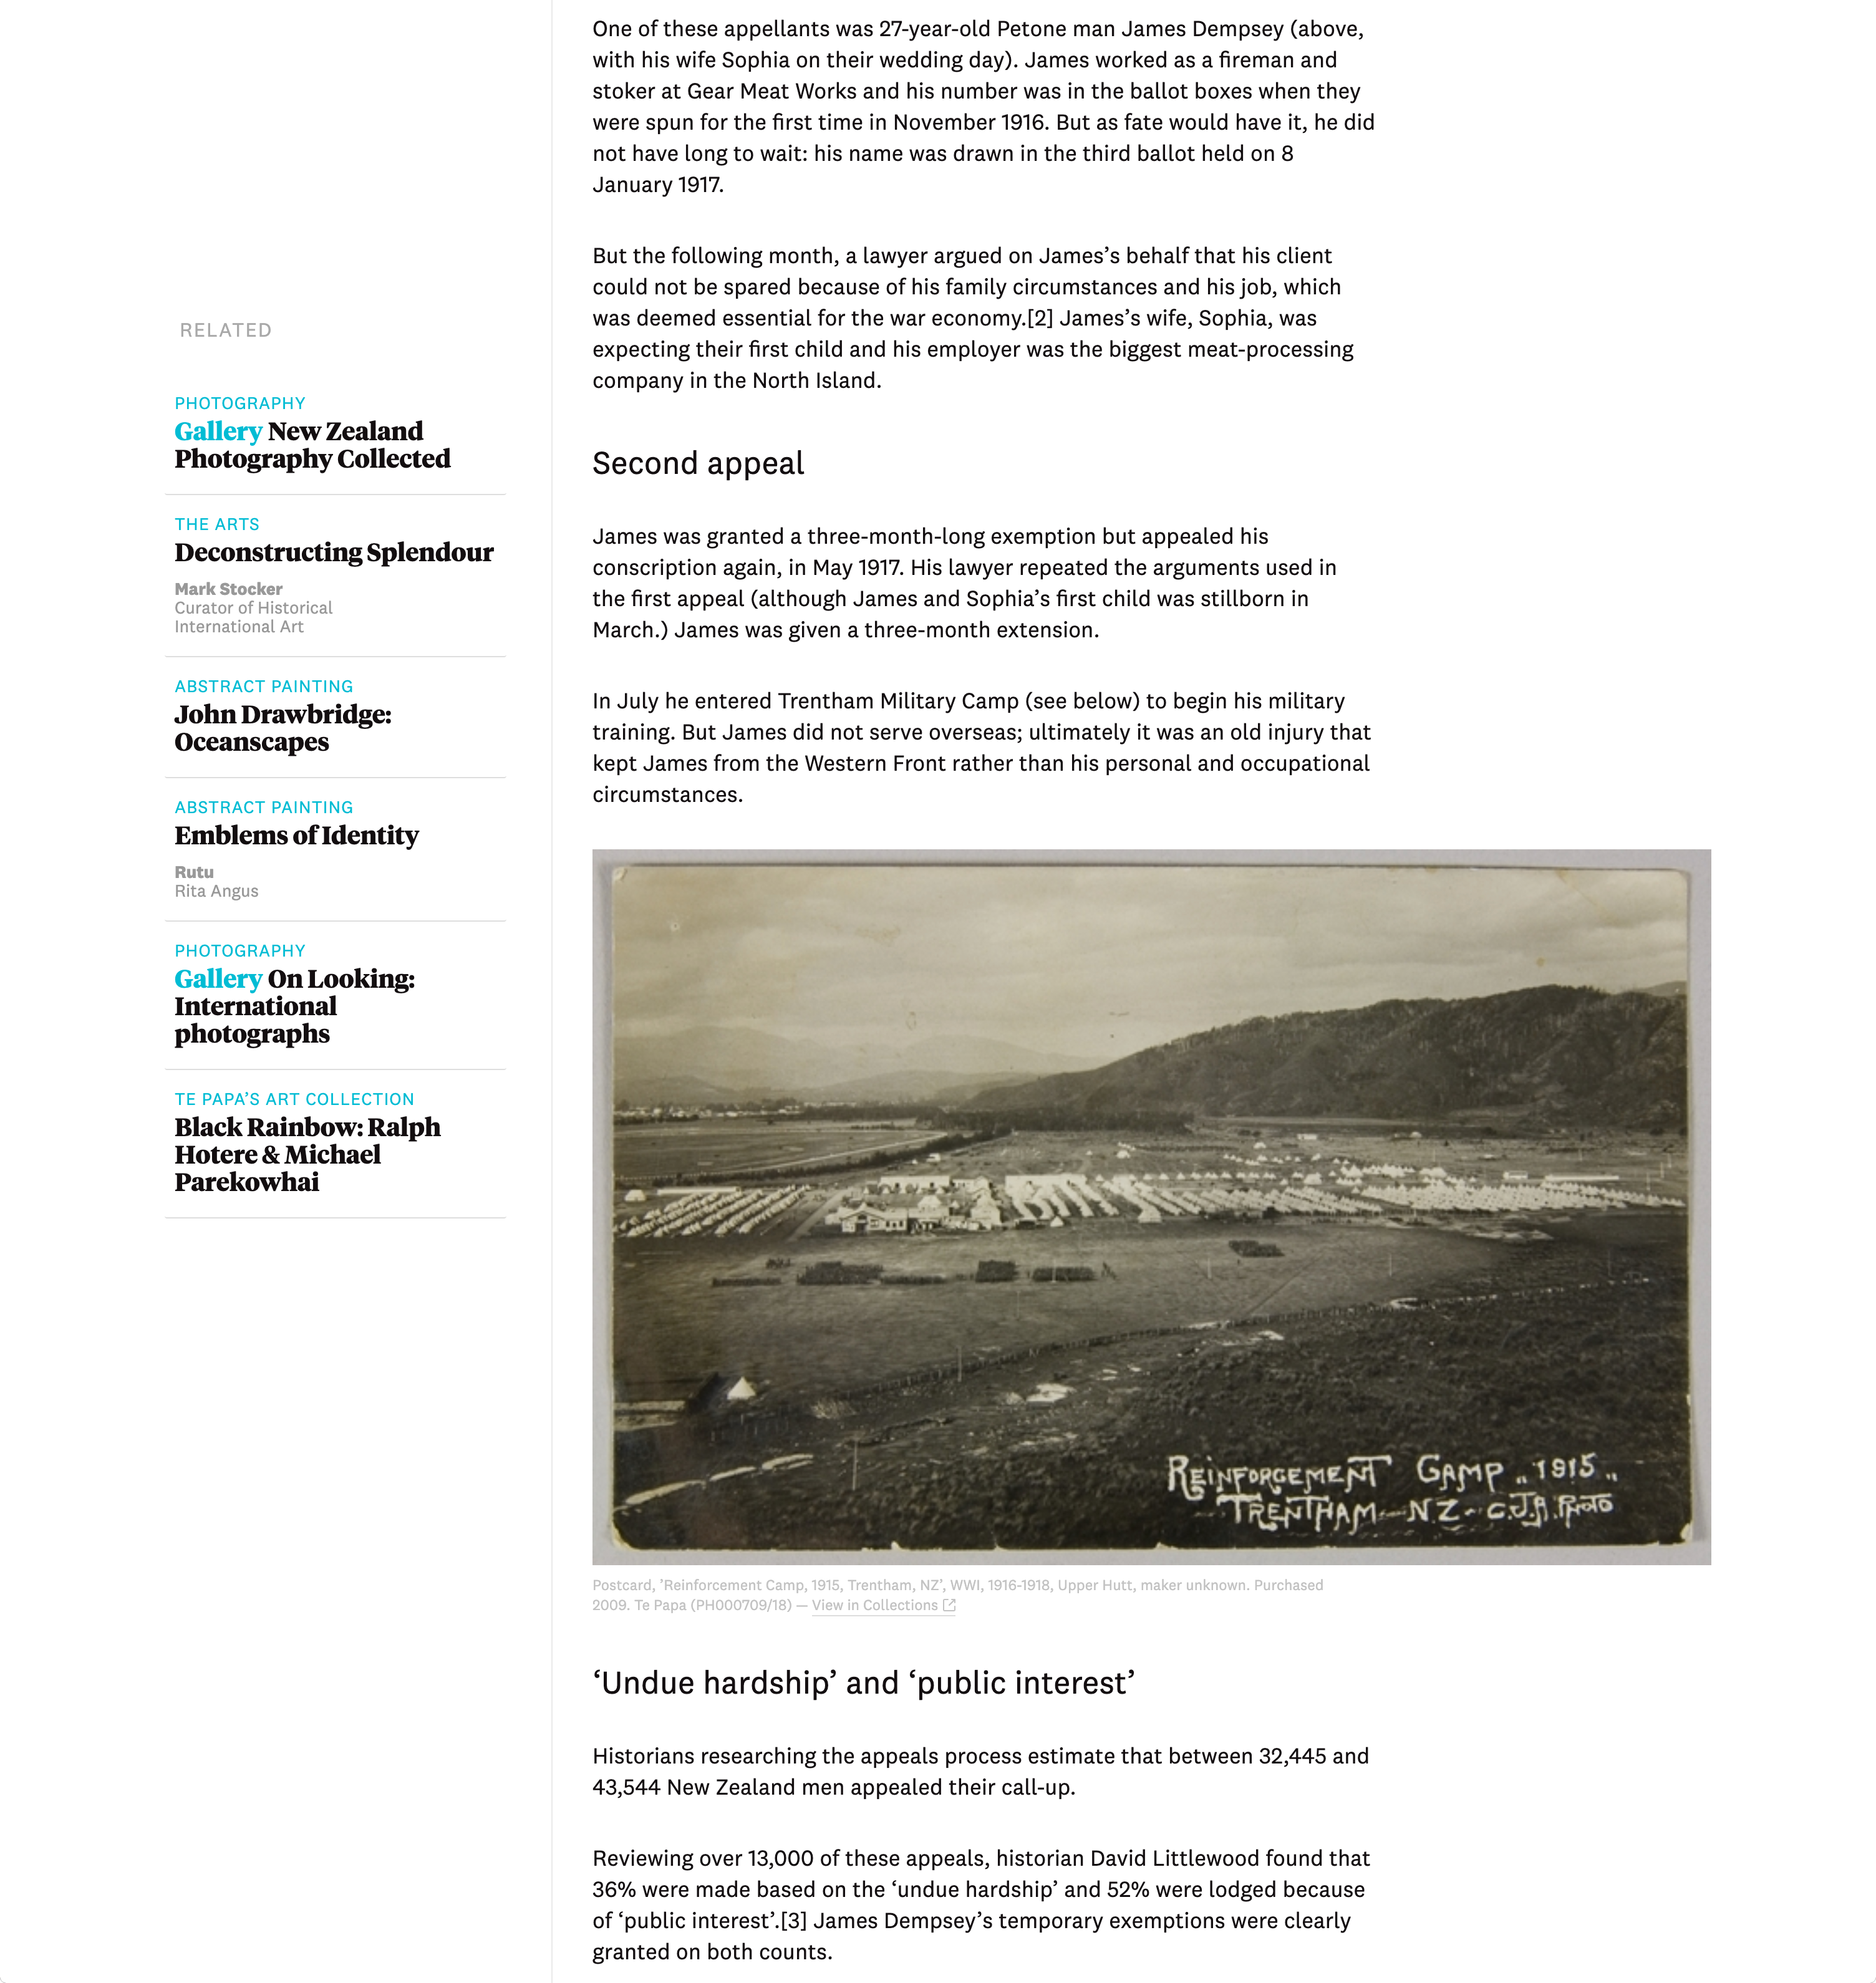 One of these appellants was 27-year-old Petone man James Dempsey (above,
with his wife Sophia on their wedding day). James worked as a fireman and
stoker at Gear Meat Works and his number was in the ballot boxes when they
were spun for the first time in November 1916. But as fate would have it, he did
not have long to wait: his name was drawn in the third ballot held on 8
January 1917.
But the following month, a lawyer argued on James’s behalf that his client
could not be spared because of his family circumstances and his job, which
was deemed essential for the war economy.[2] James’s wife, Sophia, was
expecting their first child and his employer was the biggest meat-processing
company in the North Island.
Second appeal
James was granted a three-month-long exemption but appealed his
conscription again, in May 1917. His lawyer repeated the arguments used in
the first appeal (although James and Sophia’s first child was stillborn in
March.) James was given a three-month extension.
In July he entered Trentham Military Camp (see below) to begin his military
training. But James did not serve overseas; ultimately it was an old injury that
kept James from the Western Front rather than his personal and occupational
circumstances.
REINFORCEMENT CAMP „1915„
TRENTHAM-N.Z-C.J.A.PHOTO
Postcard, ’Reinforcement Camp, 1915, Trentham, NZ’, WWI, 1916-1918, Upper Hutt, maker unknown. Purchased
2009. Te Papa (PH000709/18) — View in Collections
‘Undue hardship’ and ‘public interest’
Historians researching the appeals process estimate that between 32,445 and
43,544 New Zealand men appealed their call-up.
Reviewing over 13,000 of these appeals, historian David Littlewood found that
36% were made based on the ‘undue hardship’ and 52% were lodged because
of ‘public interest’.[3] James Dempsey’s temporary exemptions were clearly
granted on both counts.
RELATED
PHOTOGRAPHY
Gallery New Zealand
Photography Collected
THE ARTS
Deconstructing Splendour
Mark Stocker
Curator of Historical
International Art
ABSTRACT PAINTING
John Drawbridge:
Oceanscapes
ABSTRACT PAINTING
Emblems of Identity
Rutu
Rita Angus
PHOTOGRAPHY
Gallery On Looking:
International
photographs
TE PAPA’S ART COLLECTION
Black Rainbow: Ralph
Hotere & Michael
Parekowhai